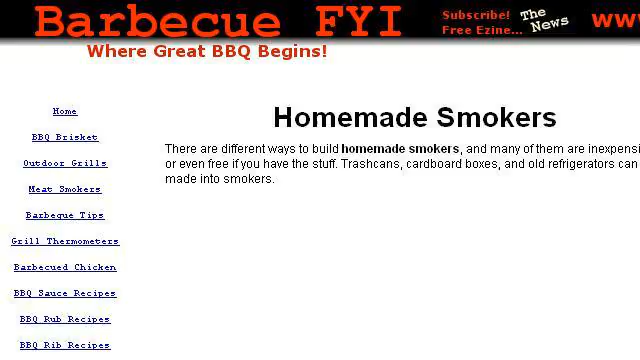 Barbecue FYI
Subscribe!
Free Ezine...
The
News
Where Great BBQ Begins!
Home
BBQ Brisket
Outdoor Grills
Meat Smokers
Barbeque Tips
Grill Thermometers
Barbecued Chicken
BBQ Sauce Recipes
BBQ Rub Recipes
BBQ Rib Recipes
Homemade Smokers
There are different ways to build homemade smokers, and many of them are
or even free if you have the stuff. Trashcans, cardboard boxes, and old refrigerators can
made into smokers.